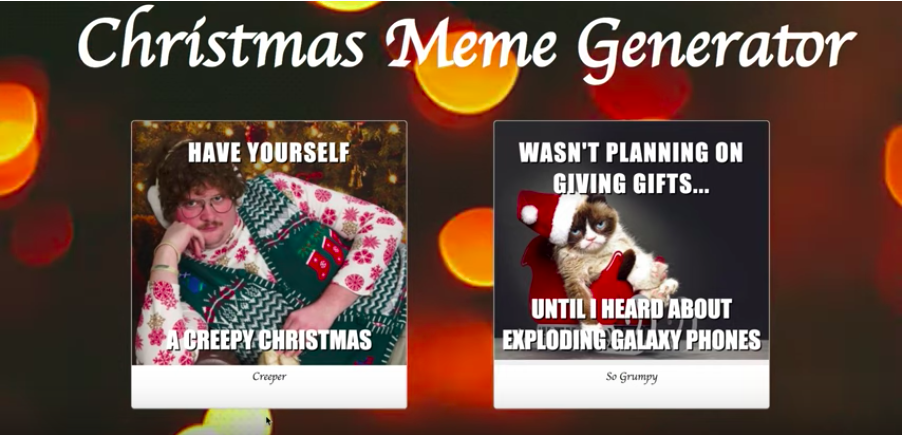 Christmas Meme Generator
HAVE YOURSELF
A CREEPY CHRISTMAS
Creeper
WASN'T PLANNING ON
GIVING GIFTS...
UNTIL I HEARD ABOUT
EXPLODING GALAXY PHONES
So Grumpy